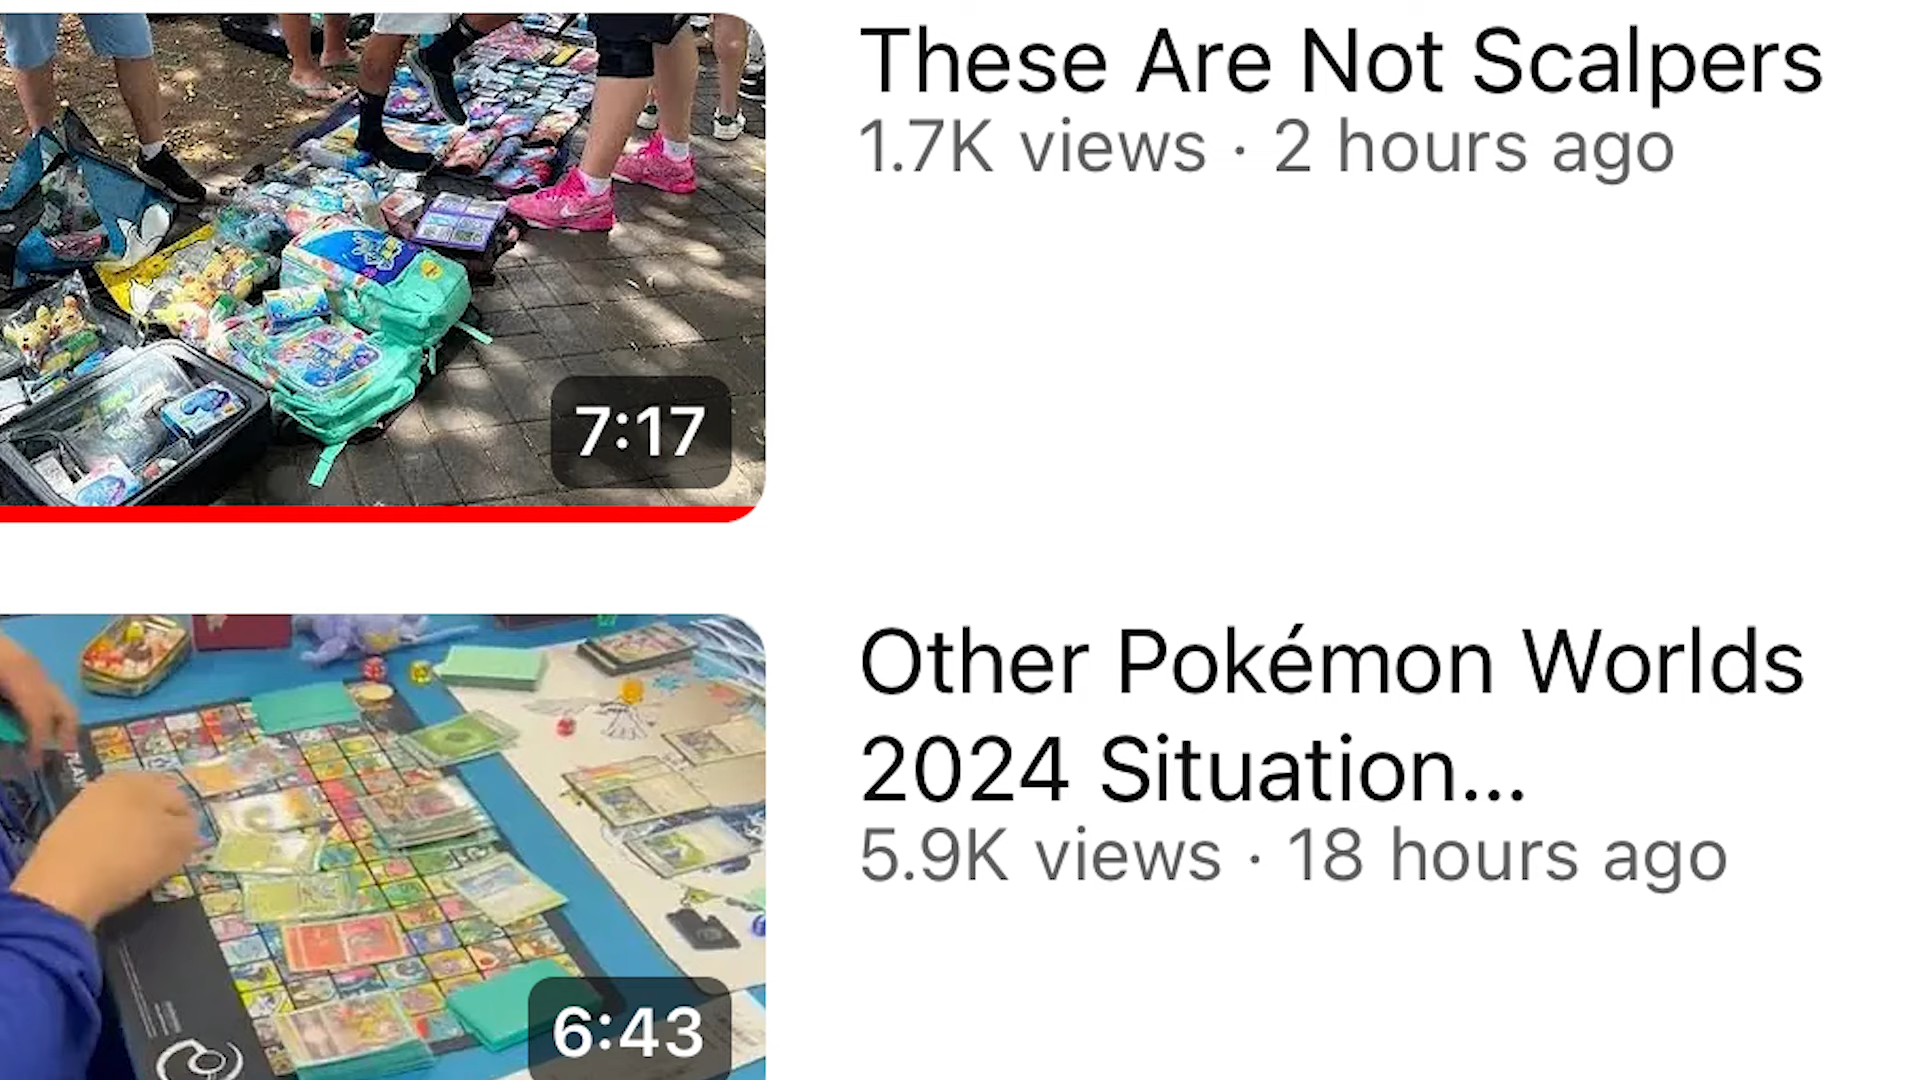 These Are Not Scalpers
1.7K views · 2 hours ago
7:17
Other Pokémon Worlds
2024 Situation...
5.9K views · 18 hours ago
6:43